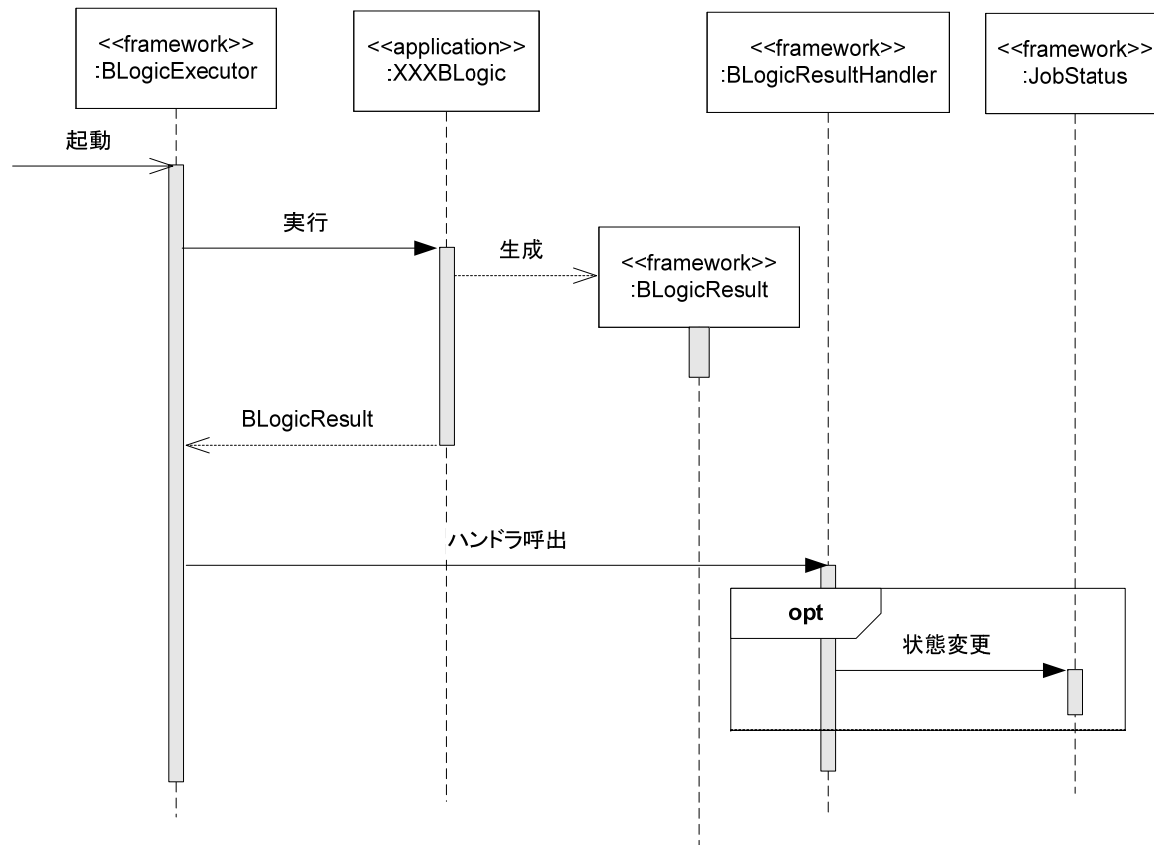 <<framework>>
:BLogicExecutor
<<application>>
:XXXBLogic
<<framework>>
:BLogicResultHandler
<<framework>>
:JobStatus
起動
実行
生成
<<framework>>
:BLogicResult
BLogicResult
ハンドラ呼出
opt
状態変更